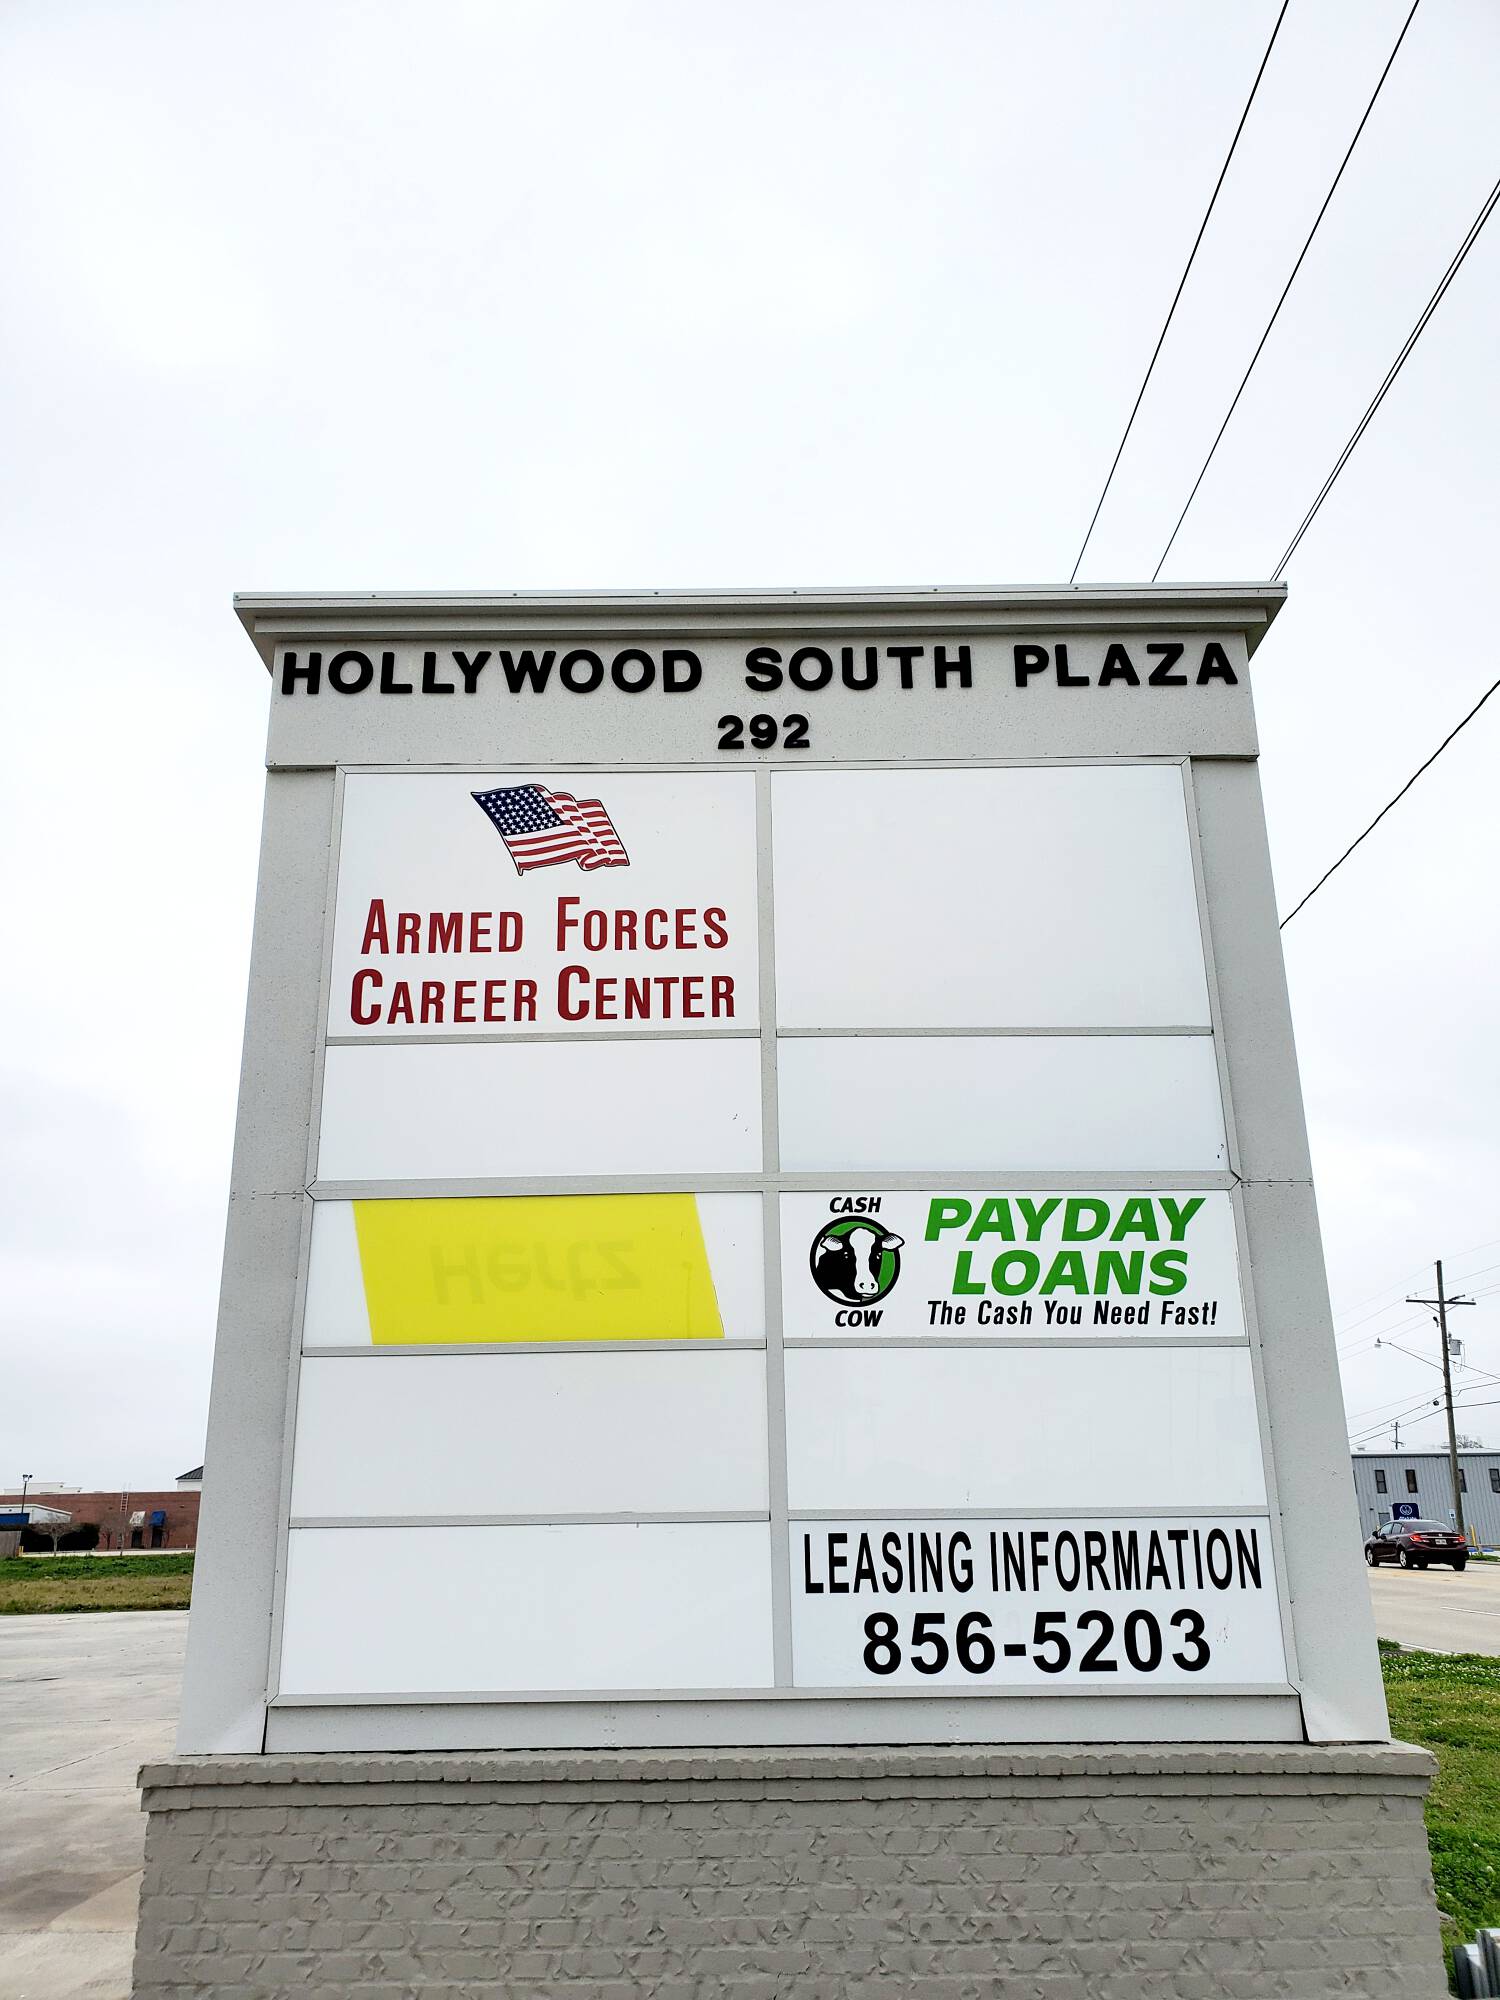 HOLLYWOOD SOUTH PLAZA
292
ARMED FORCES
CAREER CENTER
Hertz
CASH
COW
PAYDAY
LOANS
The Cash You Need Fast!
LEASING INFORMATION
856-5203